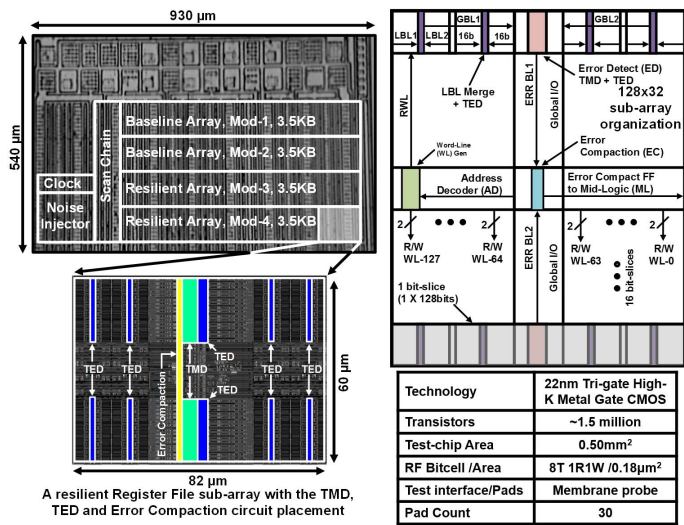 930 µm
540 µm
Scan Chain
Baseline Array, Mod-1, 3.5KB
Baseline Array, Mod-2, 3.5KB
Resilient Array, Mod-3, 3.5KB
Resilient Array, Mod-4, 3.5KB
Clock
Noise
Injector
TED
TED
Error Compaction
TED
TMD
TED
TED
TED
60 µm
82 µm
A resilient Register File sub-array with the TMD,
TED and Error Compaction circuit placement
GBL1
GBL2
LBL1
LBL2
16b
16b
RWL
LBL Merge
+ TED
ERR BL1
Global I/O
Error Detect (ED)
TMD + TED
128x32
sub-array
organization
Word-Line
(WL) Gen
Error
Compaction (EC)
Address
Decoder (AD)
Error Compact FF
to Mid-Logic (ML)
2
2
2
2
R/W
WL-127
R/W
WL-64
ERR BL2
Global I/O
R/W
WL-63
R/W
WL-0
16 bit-slices
1 bit-slice
(1 X 128bits)
Technology
22nm Tri-gate High-
K Metal Gate CMOS
Transistors
~1.5 million
Test-chip Area
0.50mm²
RF Bitcell /Area
8T 1R1W /0.18µm²
Test interface/Pads
Membrane probe
Pad Count
30